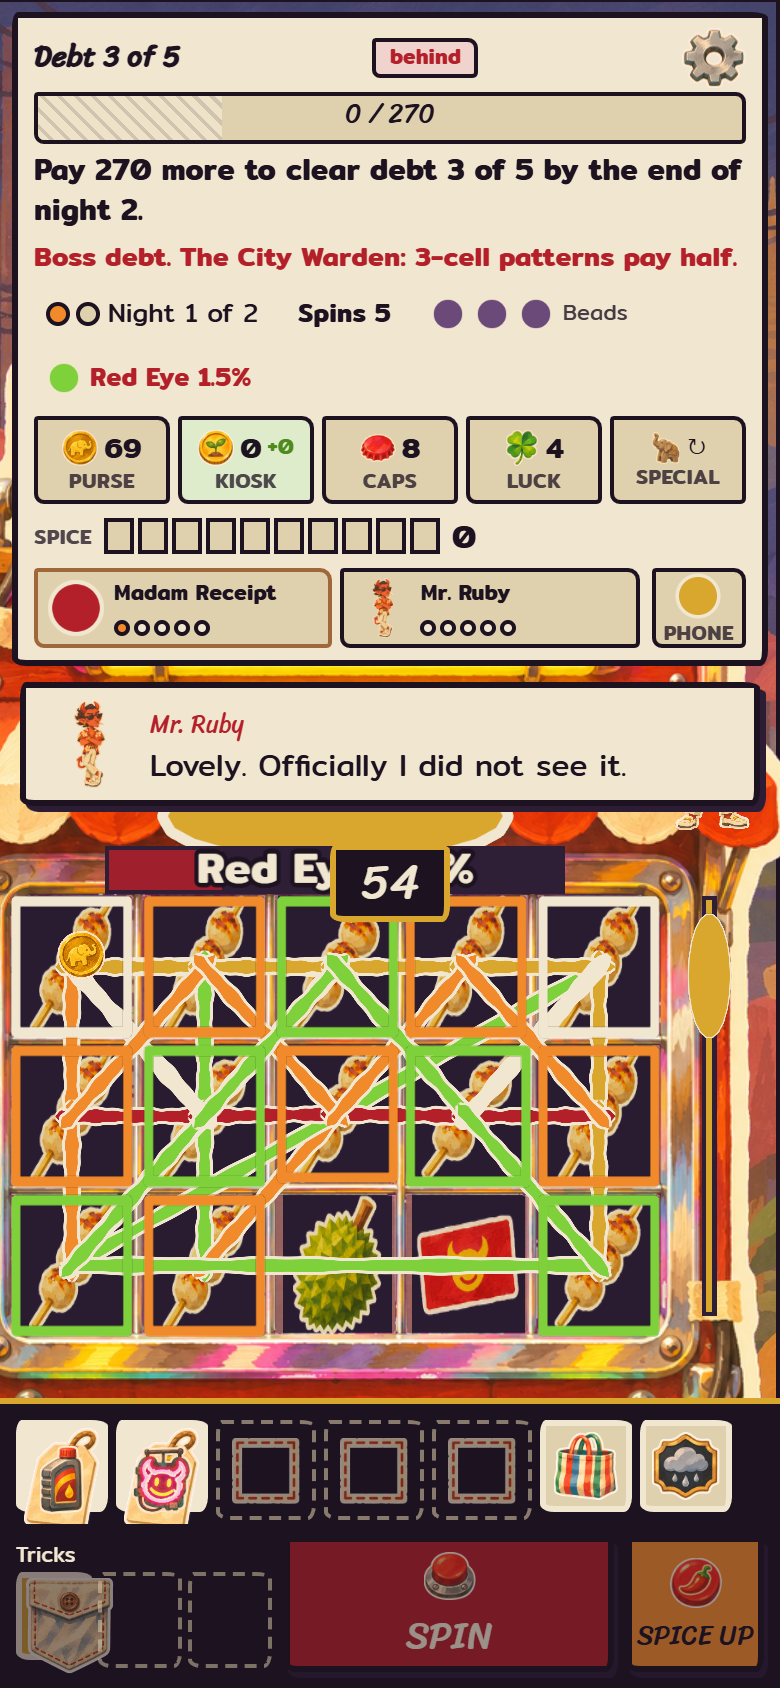 Debt 3 of 5
behind
0 / 270
Pay 270 more to clear debt 3 of 5 by the end of
night 2.
Boss debt. The City Warden: 3-cell patterns pay half.
Night 1 of 2 Spins 5 Beads
Red Eye 1.5%
69 0 +0 8 4
PURSE KIOSK CAPS LUCK SPECIAL
SPICE 0
Madam Receipt Mr. Ruby
PHONE
Mr. Ruby
Lovely. Officially I did not see it.
Red Ey %
54
Tricks
SPIN SPICE UP